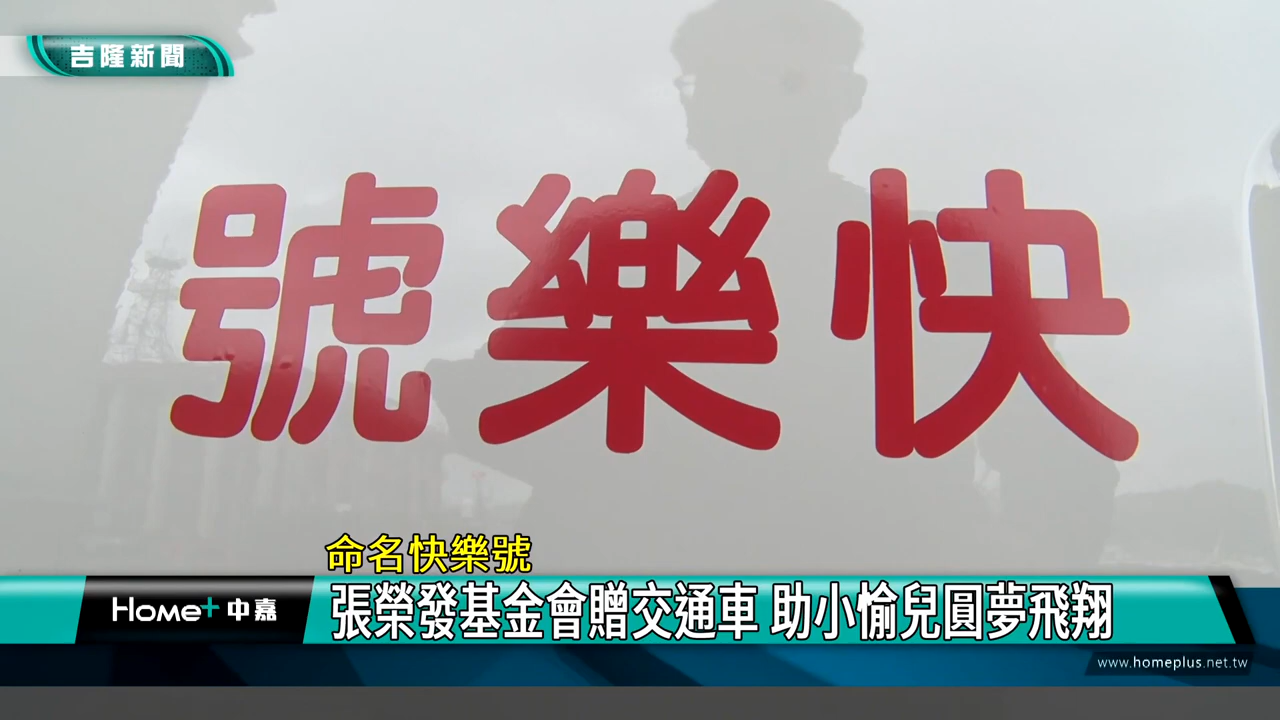 吉隆新聞
號樂快
命名快樂號
Home+中嘉
張榮發基金會贈交通車 助小愉兒圓夢飛翔
www.homeplus.net.tw